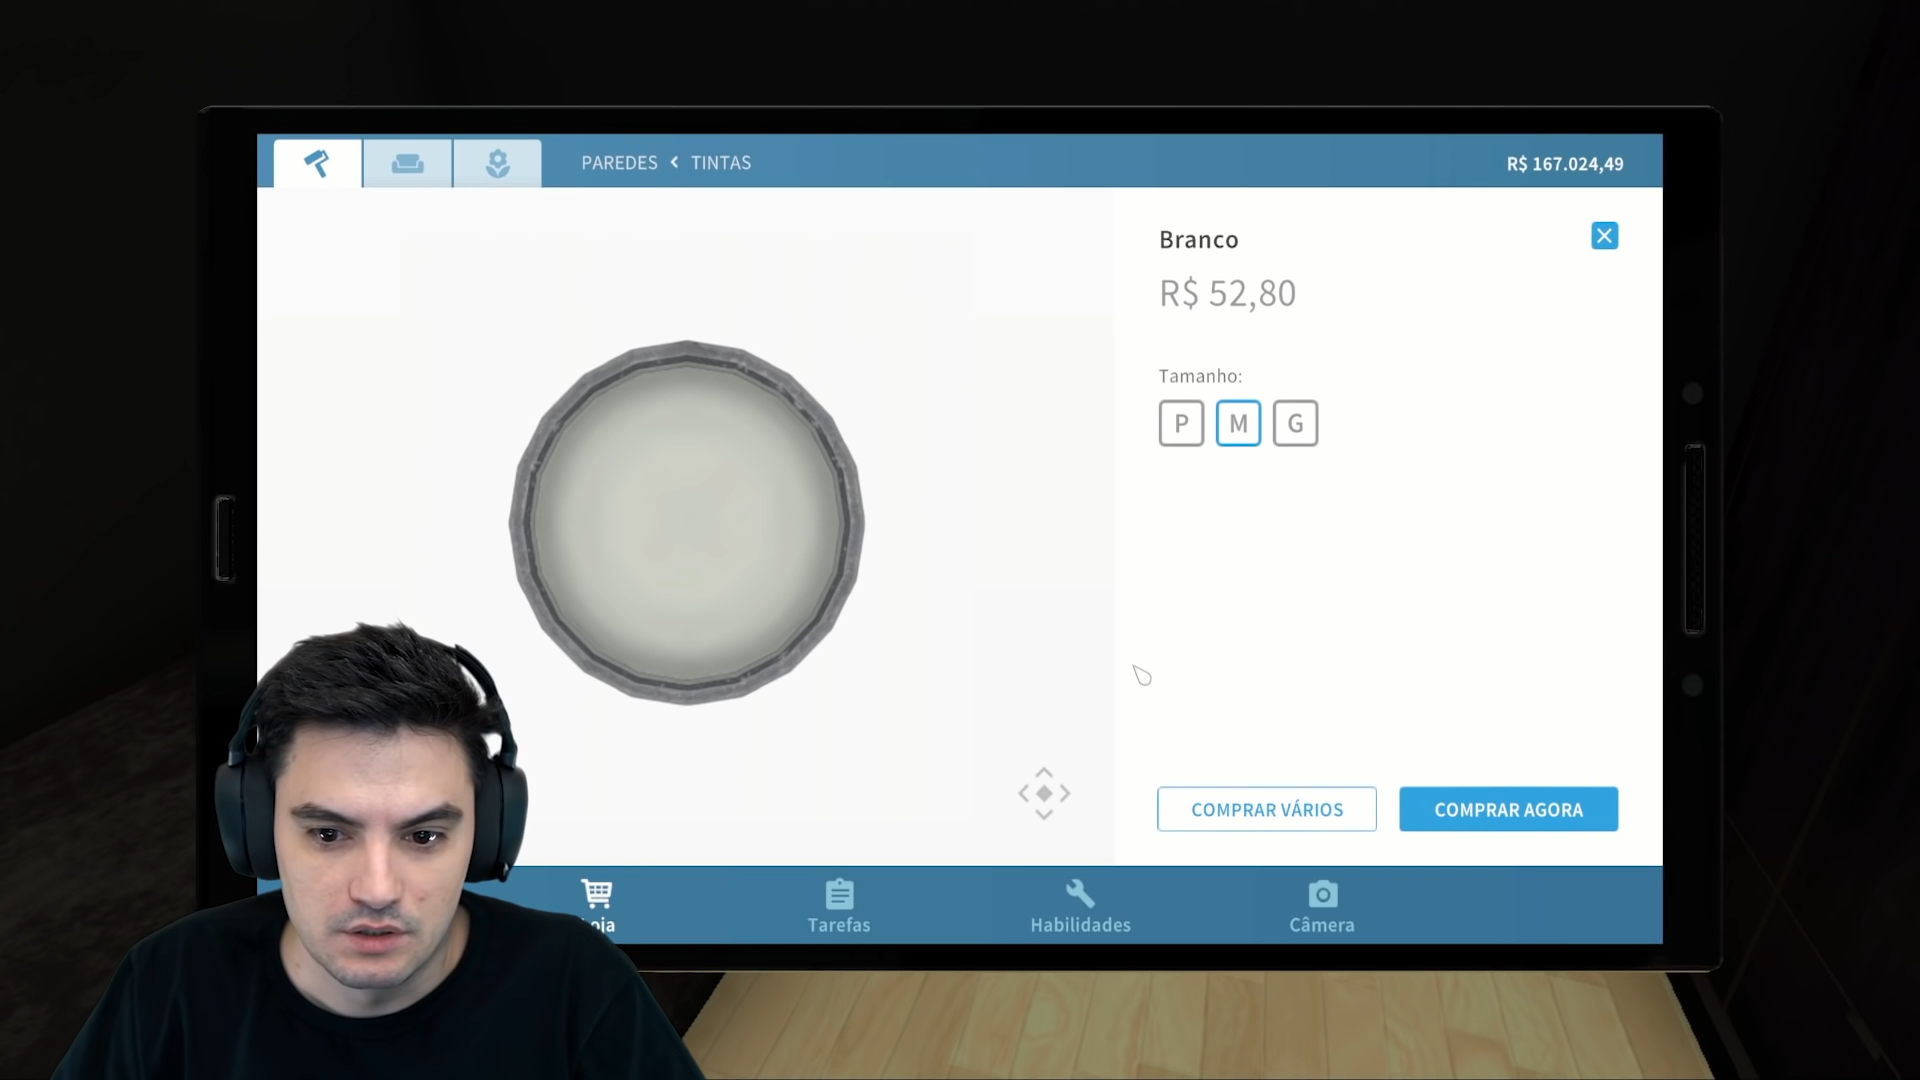 PAREDES < TINTAS
R$ 167.024,49
Branco
R$ 52,80
Tamanho:
P M G
COMPRAR VÁRIOS COMPRAR AGORA
Tarefas Habilidades Câmera